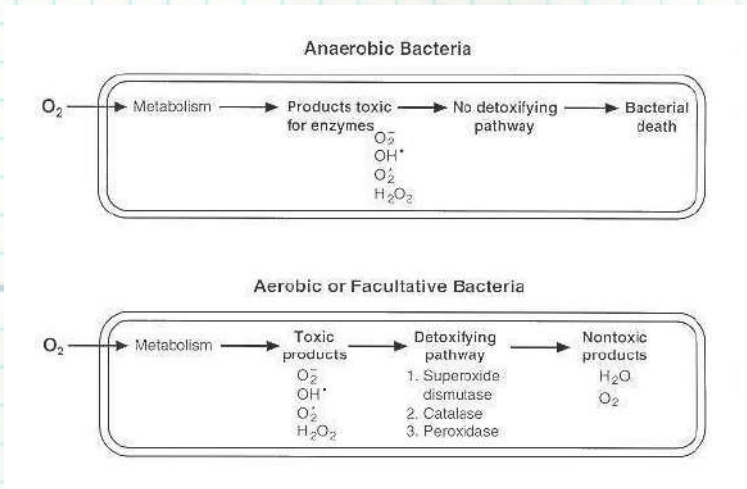 Anaerobic Bacteria
O₂ Metabolism Products toxic No detoxifying Bacterial
for enzymes pathway death
O₂⁻
OH•
O₂•
H₂O₂
Aerobic or Facultative Bacteria
O₂ Metabolism Toxic Detoxifying Nontoxic
products pathway products
O₂⁻ 1. Superoxide H₂O
OH• dismutase O₂
O₂• 2. Catalase
H₂O₂ 3. Peroxidase